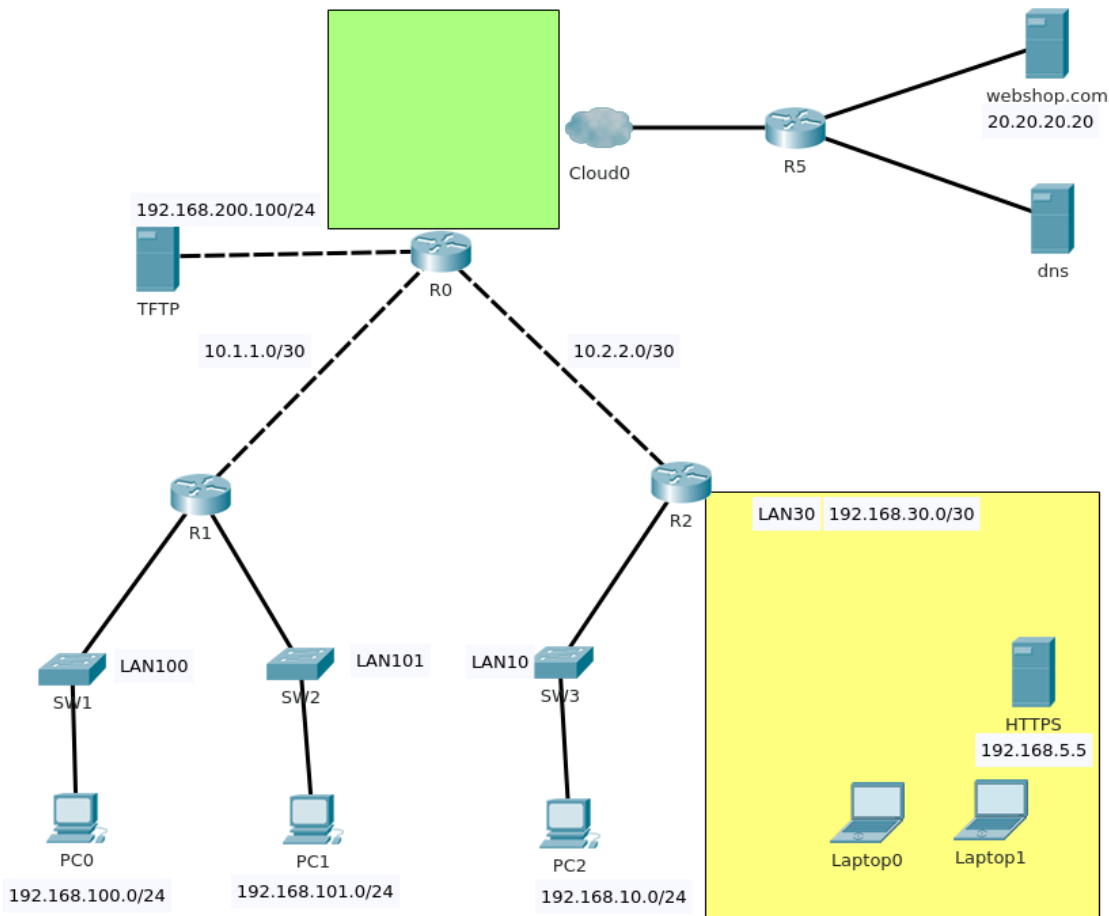 webshop.com
20.20.20.20
Cloud0
R5
192.168.200.100/24
dns
R0
TFTP
10.1.1.0/30
10.2.2.0/30
R1
R2
LAN30
192.168.30.0/30
LAN100
LAN101
LAN10
SW1
SW2
SW3
HTTPS
192.168.5.5
PC0
PC1
PC2
Laptop0
Laptop1
192.168.100.0/24
192.168.101.0/24
192.168.10.0/24